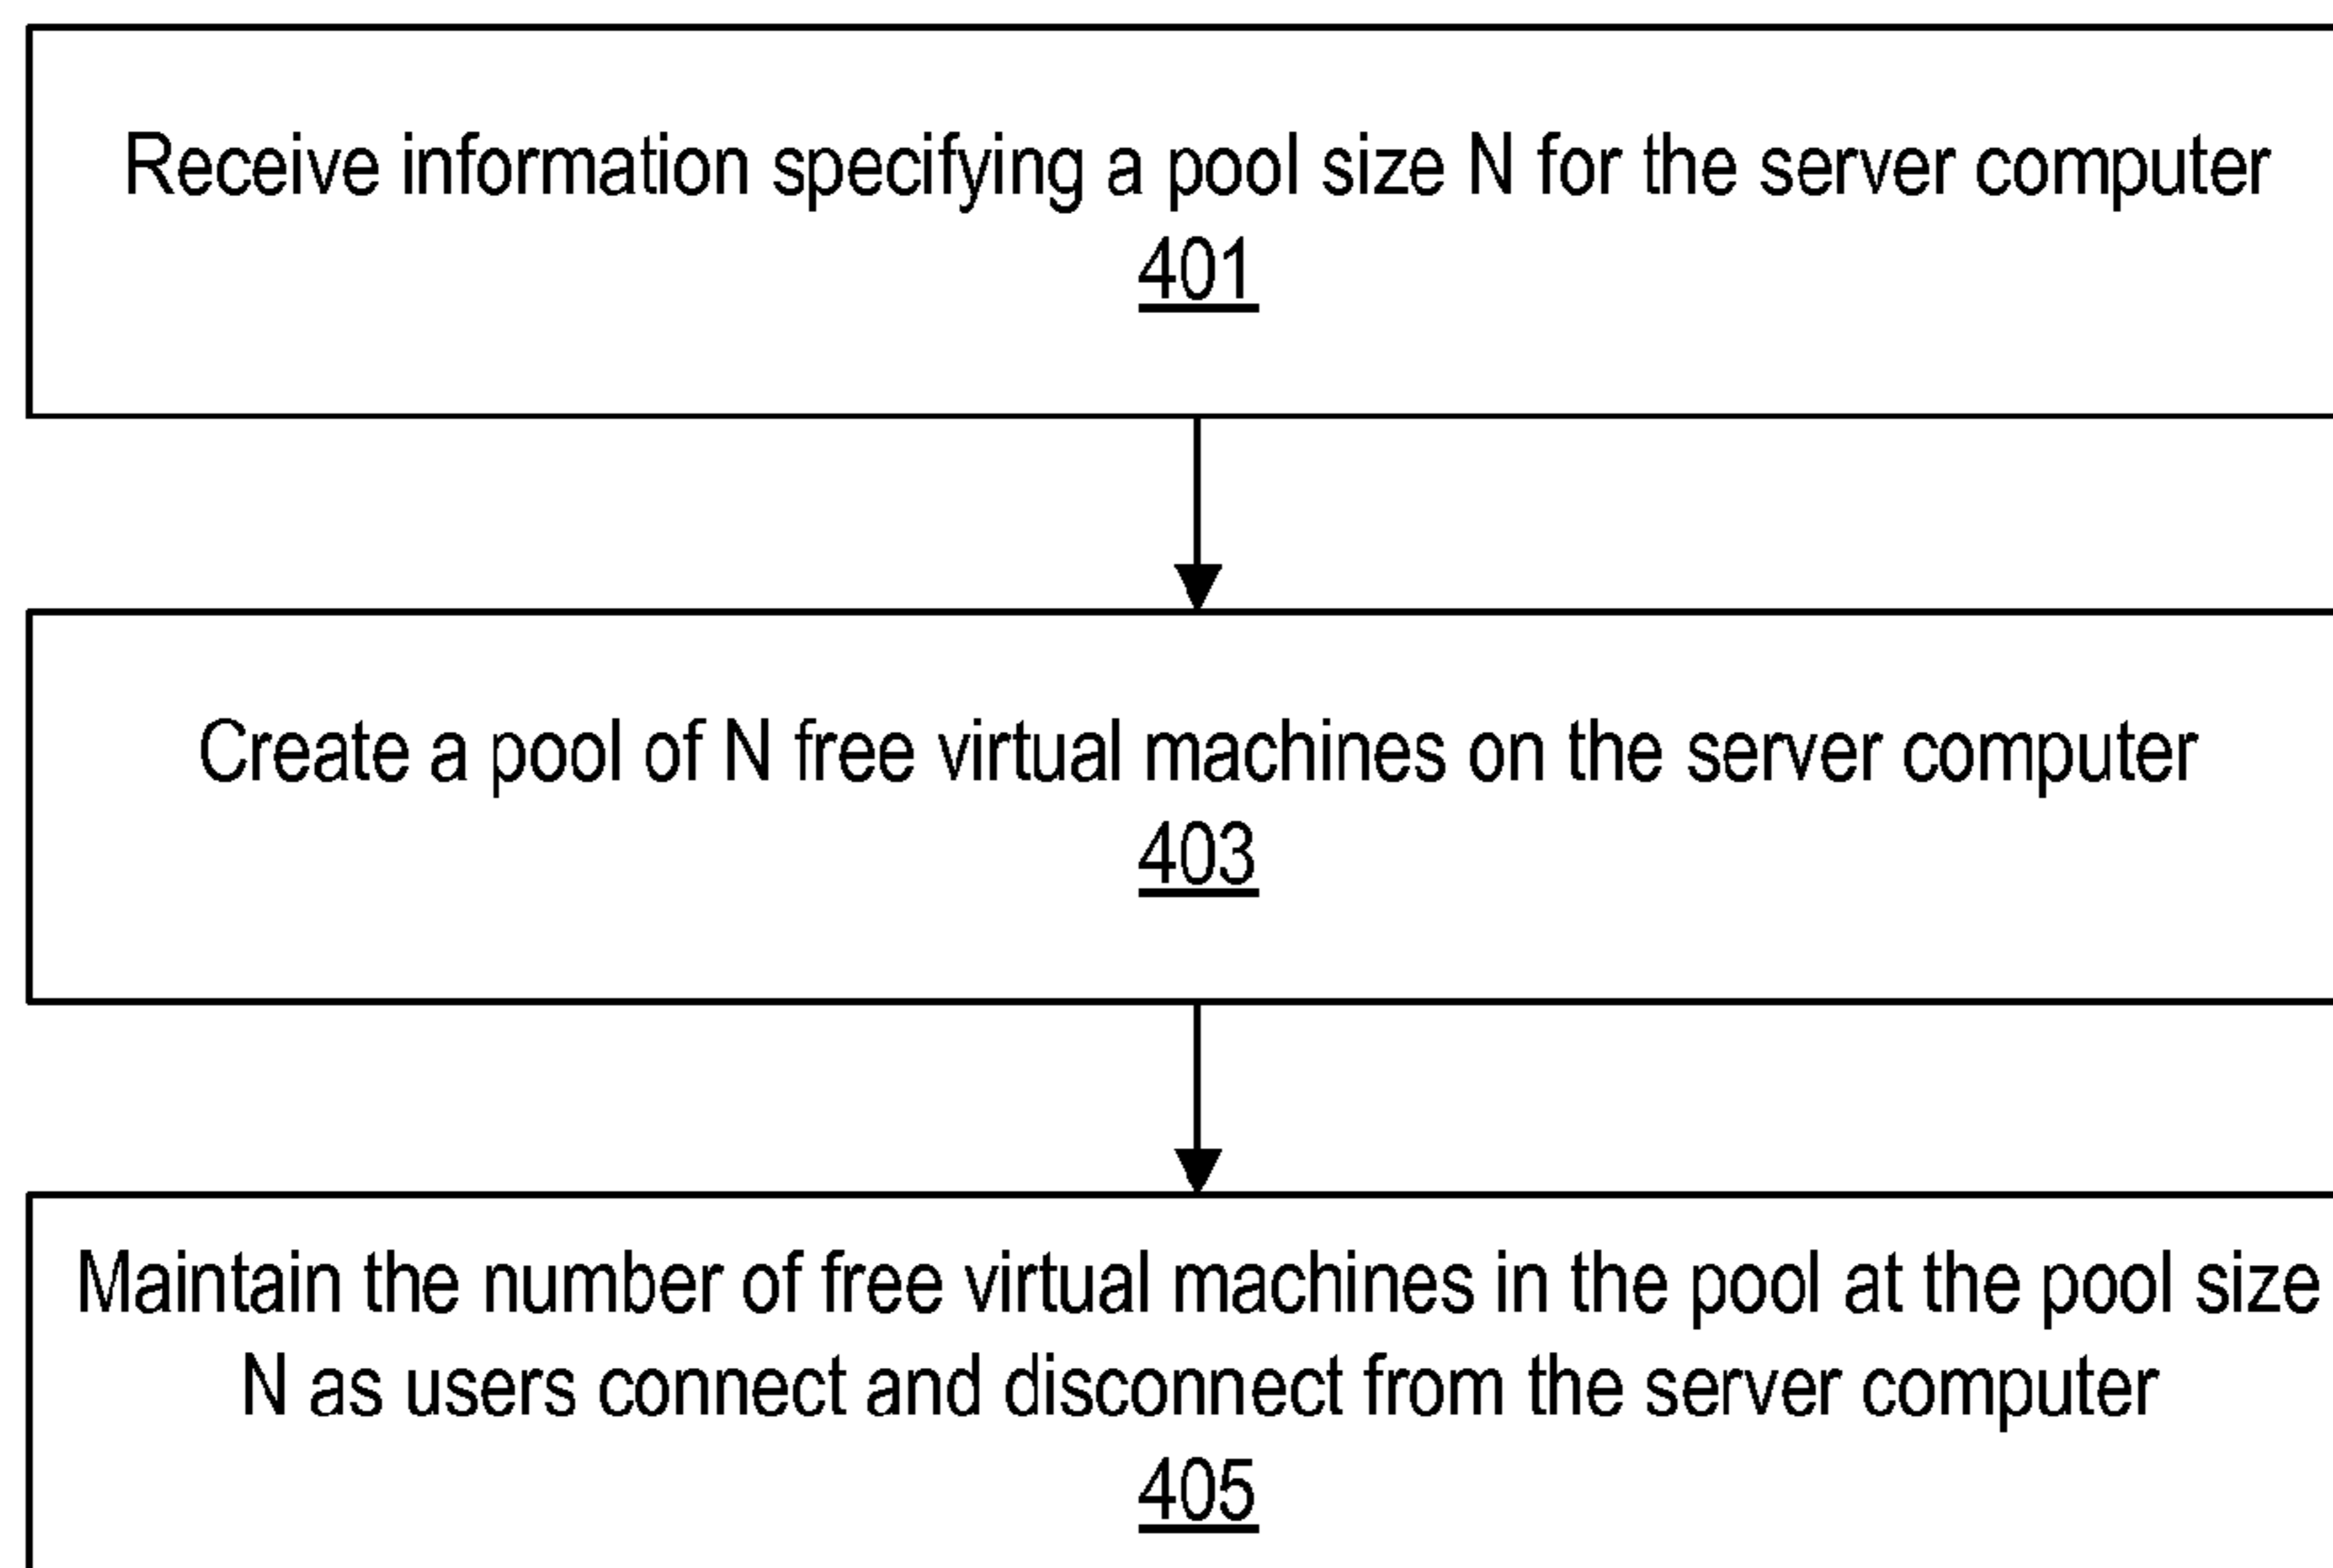 Receive information specifying a pool size N for the server computer
401
Create a pool of N free virtual machines on the server computer
403
Maintain the number of free virtual machines in the pool at the pool size
N as users connect and disconnect from the server computer
405